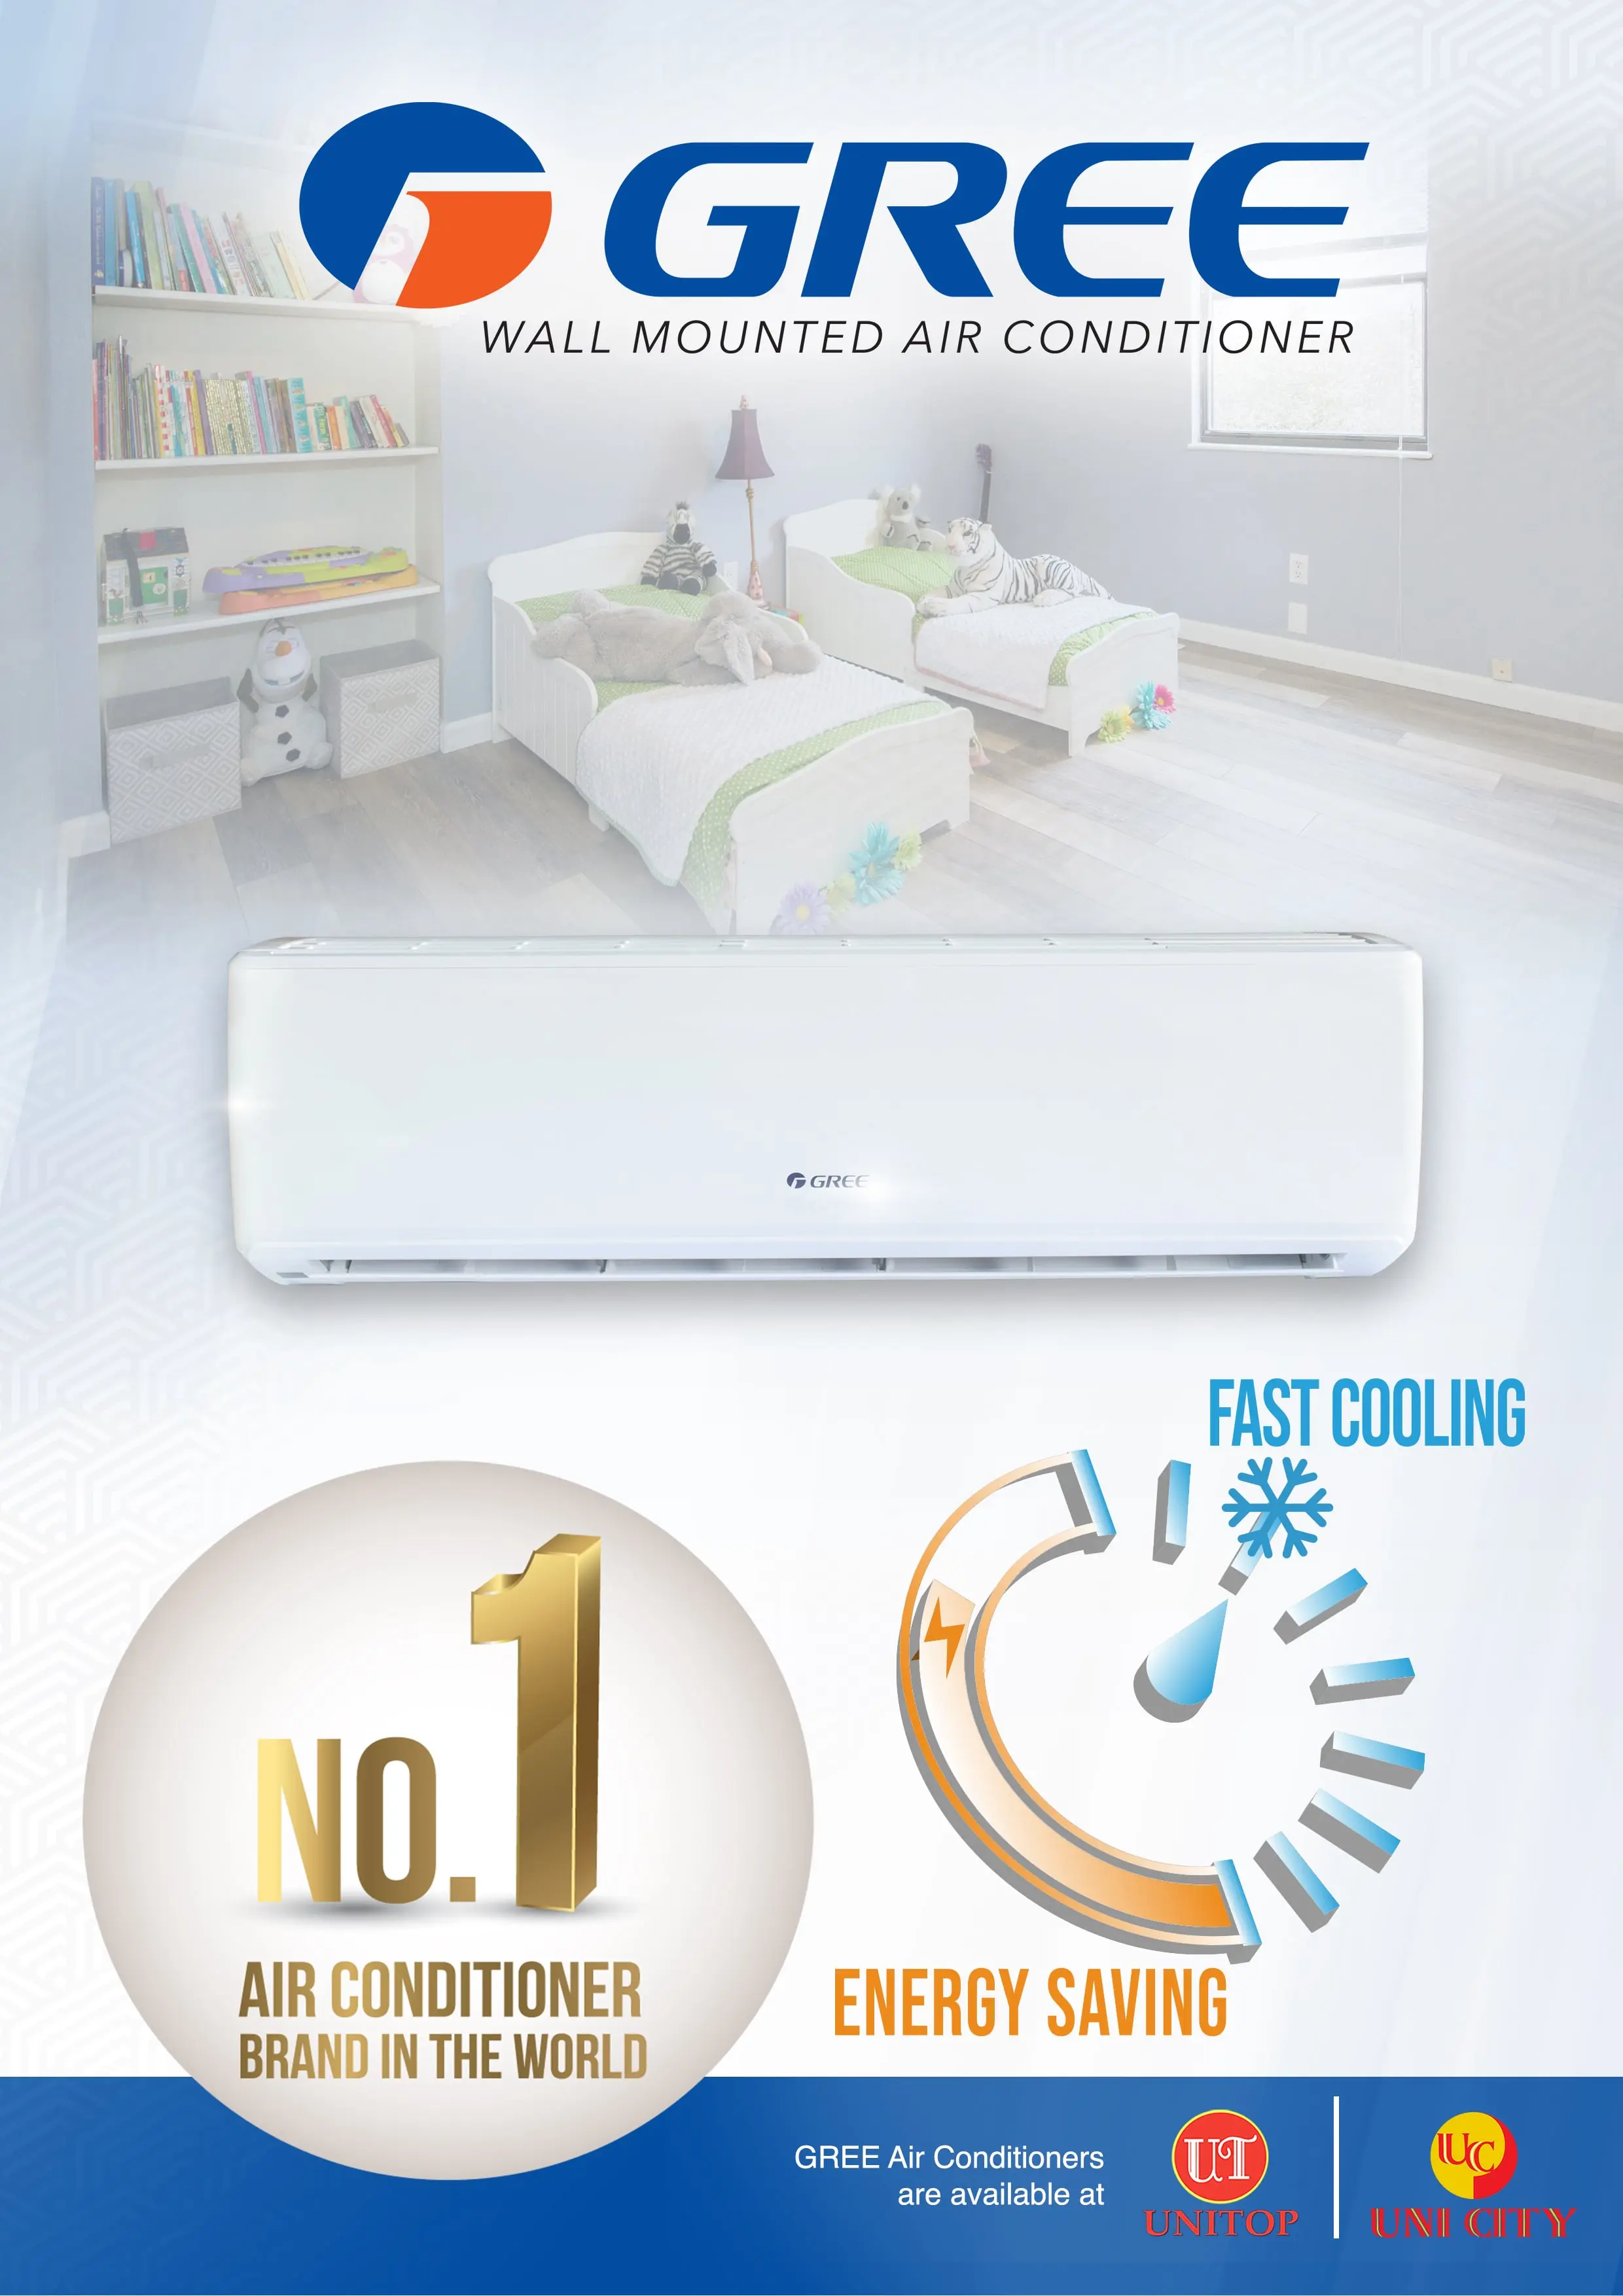 GREE
WALL MOUNTED AIR CONDITIONER
GREE
FAST COOLING
NO.1
AIR CONDITIONER
BRAND IN THE WORLD
ENERGY SAVING
GREE Air Conditioners
are available at
UT
UNITOP
UC
UNI CITY